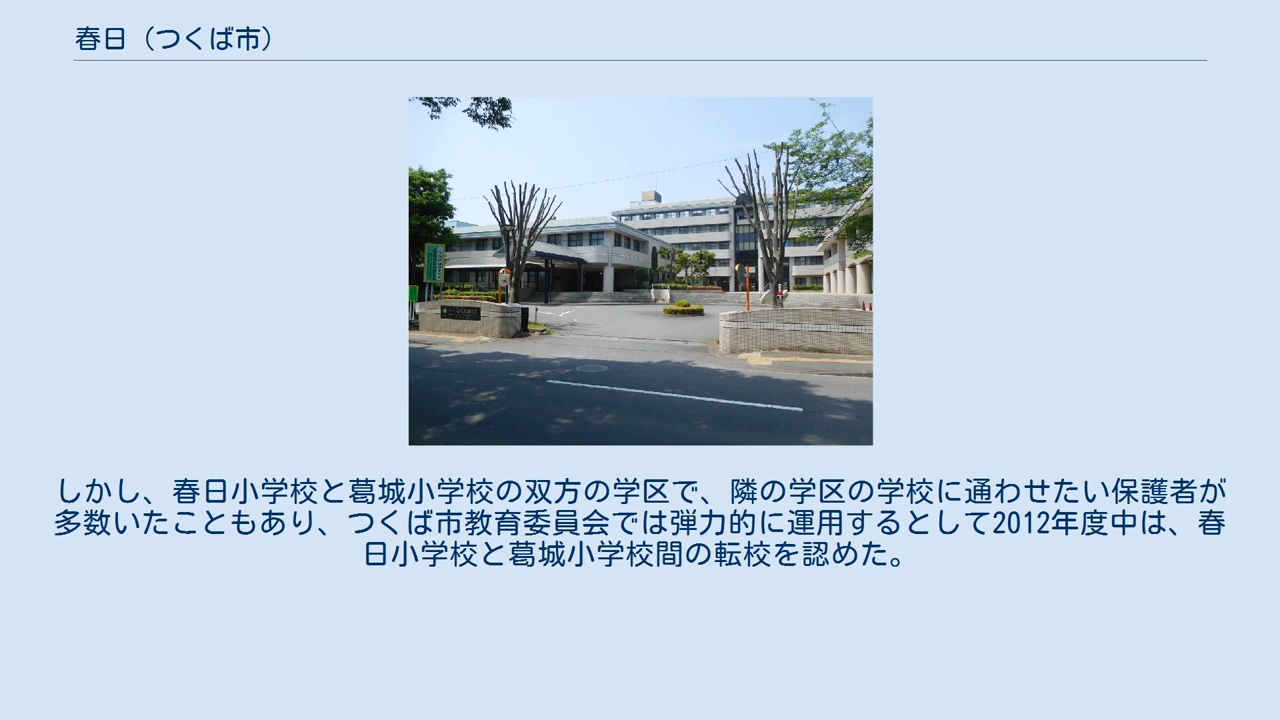 春日（つくば市）
しかし、春日小学校と葛城小学校の双方の学区で、隣の学区の学校に通わせたい保護者が
多数いたこともあり、つくば市教育委員会では弾力的に運用するとして2012年度中は、春
日小学校と葛城小学校間の転校を認めた。